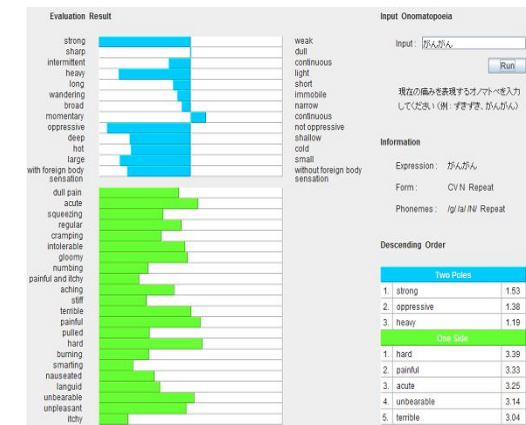 Evaluation Result
strong weak
sharp dull
intermittent continuous
heavy light
long short
wandering immobile
broad narrow
momentary continuous
oppressive not oppressive
deep shallow
hot cold
large small
with foreign body sensation without foreign body sensation
dull pain
acute
squeezing
regular
cramping
intolerable
gloomy
numbing
painful and itchy
aching
stiff
terrible
painful
pulled
hard
burning
smarting
nauseated
languid
unbearable
unpleasant
itchy
Input Onomatopoeia
Input : がんがん
Run
現在の痛みを表現するオノマトペを入力
してください (例 : ずきずき、がんがん)
Information
Expression : がんがん
Form : CV N Repeat
Phonemes : /g/ /a/ /N/ Repeat
Descending Order
Two Poles
1. strong 1.53
2. oppressive 1.38
3. heavy 1.19
One Side
1. hard 3.39
2. painful 3.33
3. acute 3.25
4. unbearable 3.14
5. terrible 3.04